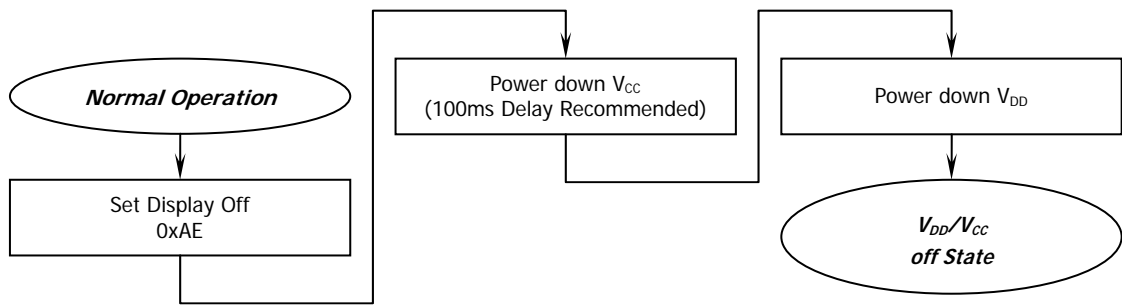 Normal Operation
Set Display Off
0xAE
Power down VCC
(100ms Delay Recommended)
Power down VDD
VDD/VCC
off State